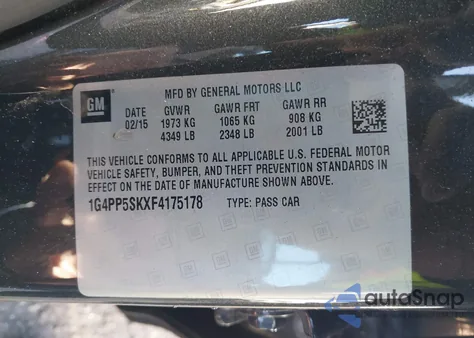 GM
MFD BY GENERAL MOTORS LLC
DATE GVWR GAWR FRT GAWR RR
02/15 1973 KG 1065 KG 908 KG
4349 LB 2348 LB 2001 LB
THIS VEHICLE CONFORMS TO ALL APPLICABLE U.S. FEDERAL MOTOR
VEHICLE SAFETY, BUMPER, AND THEFT PREVENTION STANDARDS IN
EFFECT ON THE DATE OF MANUFACTURE SHOWN ABOVE.
1G4PP5SKXF4175178 TYPE: PASS CAR
autoSnap